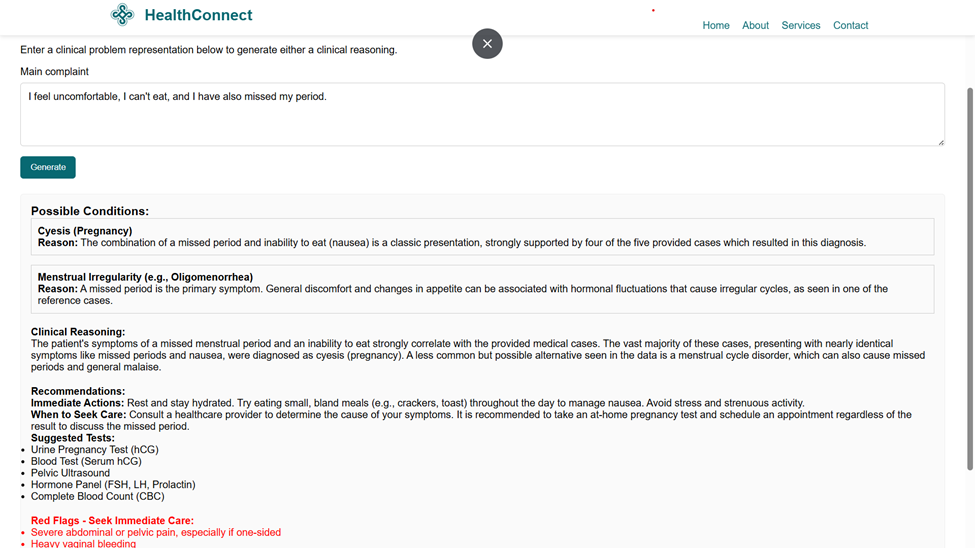 HealthConnect
Home About Services Contact
Enter a clinical problem representation below to generate either a clinical reasoning.
Main complaint
I feel uncomfortable, I can't eat, and I have also missed my period.
Generate
Possible Conditions:
Cyesis (Pregnancy)
Reason: The combination of a missed period and inability to eat (nausea) is a classic presentation, strongly supported by four of the five provided cases which resulted in this diagnosis.
Menstrual Irregularity (e.g., Oligomenorrhea)
Reason: A missed period is the primary symptom. General discomfort and changes in appetite can be associated with hormonal fluctuations that cause irregular cycles, as seen in one of the
reference cases.
Clinical Reasoning:
The patient's symptoms of a missed menstrual period and an inability to eat strongly correlate with the provided medical cases. The vast majority of these cases, presenting with nearly identical
symptoms like missed periods and nausea, were diagnosed as cyesis (pregnancy). A less common but possible alternative seen in the data is a menstrual cycle disorder, which can also cause missed
periods and general malaise.
Recommendations:
Immediate Actions: Rest and stay hydrated. Try eating small, bland meals (e.g., crackers, toast) throughout the day to manage nausea. Avoid stress and strenuous activity.
When to Seek Care: Consult a healthcare provider to determine the cause of your symptoms. It is recommended to take an at-home pregnancy test and schedule an appointment regardless of the
result to discuss the missed period.
Suggested Tests:
• Urine Pregnancy Test (hCG)
• Blood Test (Serum hCG)
• Pelvic Ultrasound
• Hormone Panel (FSH, LH, Prolactin)
• Complete Blood Count (CBC)
Red Flags - Seek Immediate Care:
• Severe abdominal or pelvic pain, especially if one-sided
• Heavy vaginal bleeding